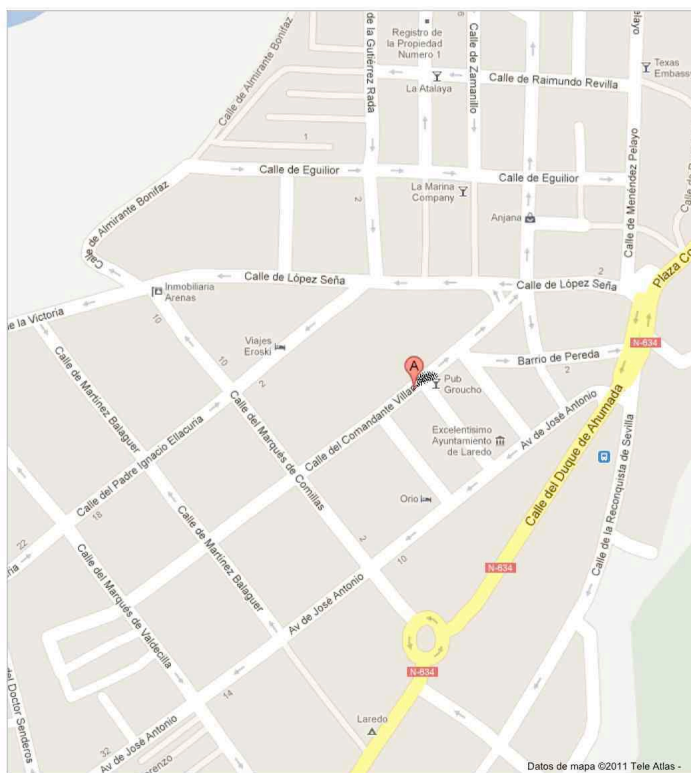 Calle de Almirante Bonifaz
de la Gutiérrez Rada
Registro de
la Propiedad
Numero 1
La Atalaya
Calle de Zamanillo
Calle de Raimundo Revilla
Texas
Embass
1
Calle de Eguilior
Calle de Eguilior
2
La Marina
Company
Anjana
Calle de Menéndez Pelayo
Calle de Almirante Bonifaz
Calle de López Seña
Calle de López Seña
2
Plaza Co
Inmobiliaria
Arenas
de la Victoria
10
10
Viajes
Eroski
2
N-634
A
Pub
Groucho
Barrio de Pereda
2
Calle de Martínez Balaguer
Calle del Padre Ignacio Ellacuría
18
Calle del Marqués de Comillas
Calle del Comandante Villa
Excelentísimo
Ayuntamiento
de Laredo
Av de José Antonio
Orio
Calle del Duque de Ahumada
Calle de la Reconquista de Sevilla
22
Calle del Marqués de Valdecilla
Calle de Martínez Balaguer
2
10
Av de José Antonio
N-634
N-634
14
Laredo
del Doctor Senderos
32
Av de José Antonio
Datos de mapa ©2011 Tele Atlas -